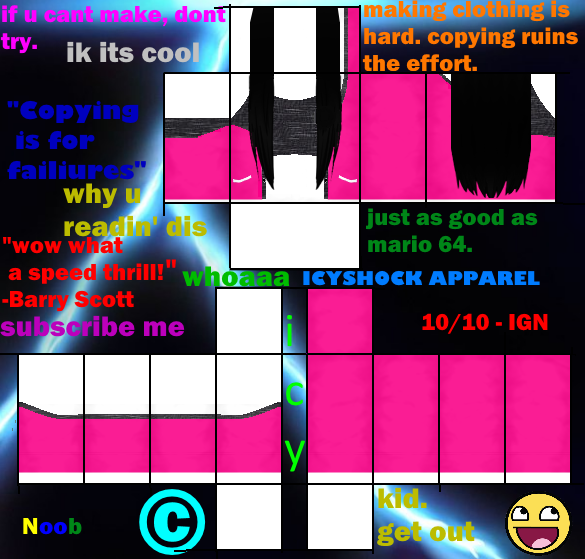 if u cant make, dont
try.
making clothing is
hard. copying ruins
the effort.
ik its cool
"Copying
is for
failiures"
why u
readin' dis
just as good as
mario 64.
"wow what
a speed thrill!"
-Barry Scott
whoaaa
ICYSHOCK APPAREL
subscribe me
i
c
y
10/10 - IGN
kid.
get out
Noob
©